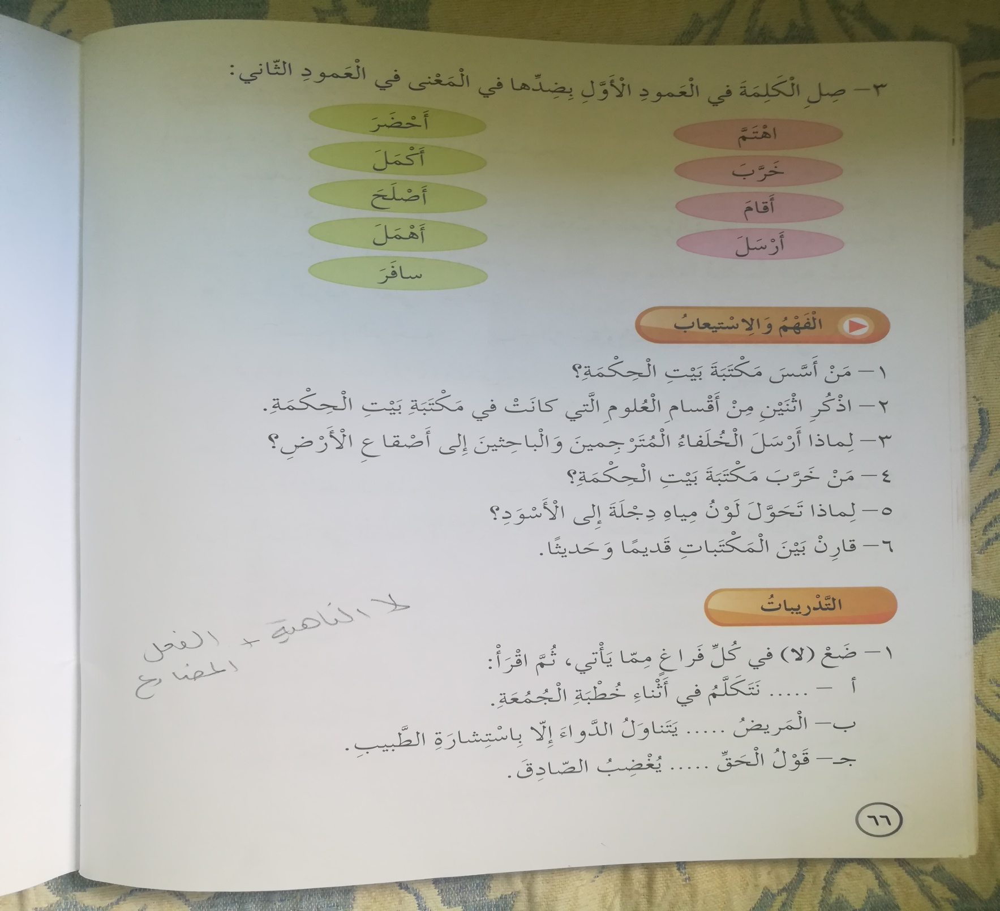 ٣– صِلِ الْكَلِمَةَ في الْعَمودِ الْأَوَّلِ بِضِدِّها في الْمَعْنى في الْعَمودِ الثّاني:
اهْتَمَّ
أَحْضَرَ
خَرَّبَ
أَكْمَلَ
أَقامَ
أَصْلَحَ
أَرْسَلَ
أَهْمَلَ
سافَرَ
الْفَهْمُ وَالِاسْتيعابُ
١– مَنْ أَسَّسَ مَكْتَبَةَ بَيْتِ الْحِكْمَةِ؟
٢– اذْكُرِ اثْنَيْنِ مِنْ أَقْسامِ الْعُلومِ الَّتي كانَتْ في مَكْتَبَةِ بَيْتِ الْحِكْمَةِ.
٣– لِماذا أَرْسَلَ الْخُلَفاءُ الْمُتَرْجِمينَ وَالْباحِثينَ إِلى أَصْقاعِ الْأَرْضِ؟
٤– مَنْ خَرَّبَ مَكْتَبَةَ بَيْتِ الْحِكْمَةِ؟
٥– لِماذا تَحَوَّلَ لَوْنُ مِياهِ دِجْلَةَ إِلى الْأَسْوَدِ؟
٦– قارِنْ بَيْنَ الْمَكْتَباتِ قَديمًا وَحَديثًا.
التَّدْريباتُ
لا الناهية + الفعل
المضارع
١– ضَعْ (لا) في كُلِّ فَراغٍ مِمّا يَأْتي، ثُمَّ اقْرَأْ:
أ – ..... نَتَكَلَّمُ في أَثْناءِ خُطْبَةِ الْجُمُعَةِ.
ب– الْمَريضُ ..... يَتَناوَلُ الدَّواءَ إِلّا بِاسْتِشارَةِ الطَّبيبِ.
جـ– قَوْلُ الْحَقِّ ..... يُغْضِبُ الصّادِقَ.
٦٦